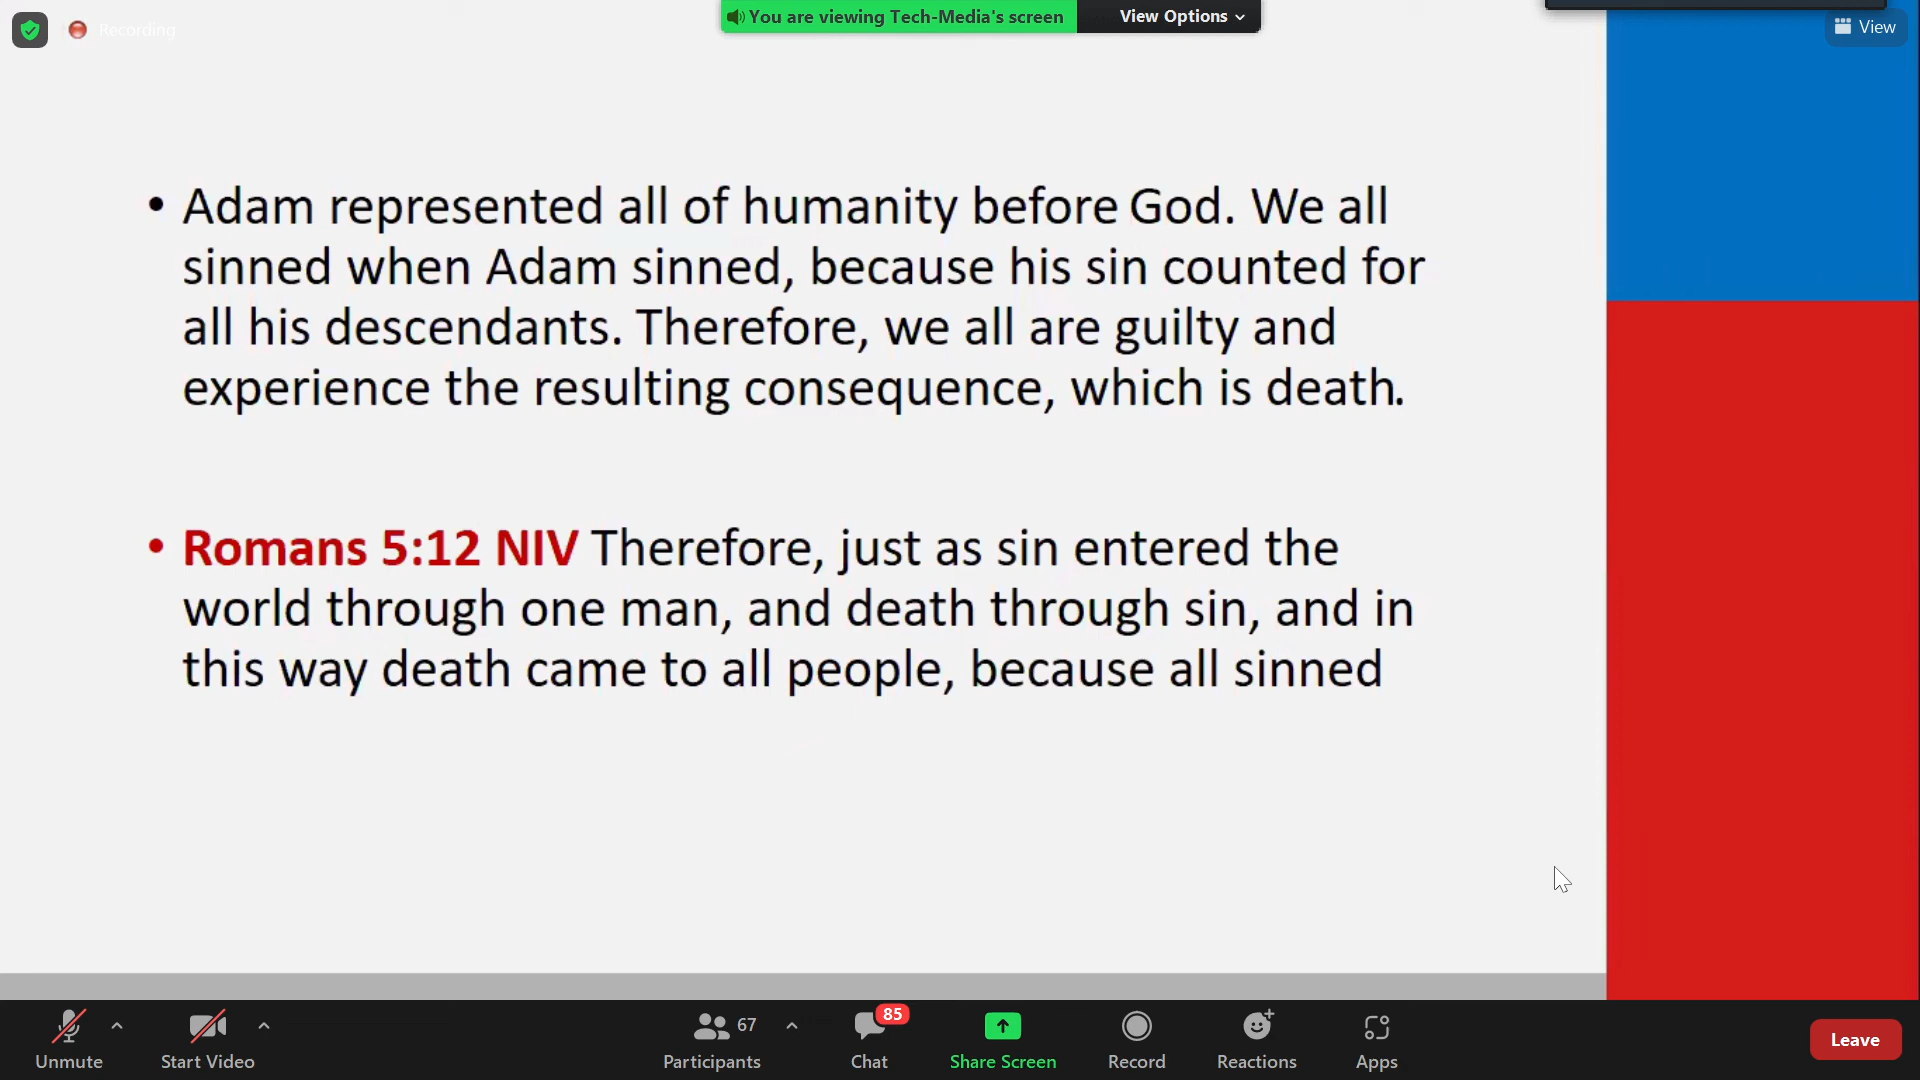 Recording
You are viewing Tech-Media's screen
View Options
View
• Adam represented all of humanity before God. We all
sinned when Adam sinned, because his sin counted for
all his descendants. Therefore, we all are guilty and
experience the resulting consequence, which is death.
• Romans 5:12 NIV Therefore, just as sin entered the
world through one man, and death through sin, and in
this way death came to all people, because all sinned
67
85
Unmute
Start Video
Participants
Chat
Share Screen
Record
Reactions
Apps
Leave